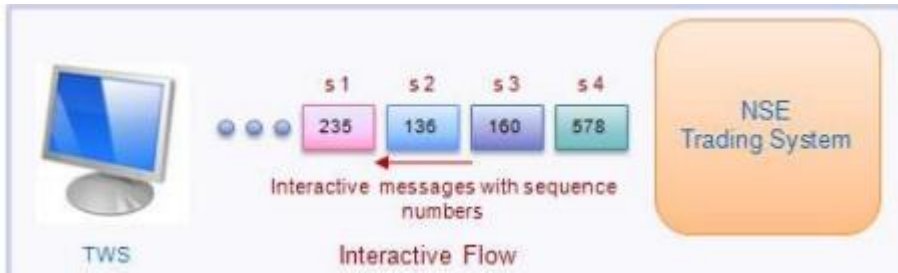 s 1 s 2 s 3 s 4
235 136 160 578
NSE
Trading System
Interactive messages with sequence
numbers
TWS
Interactive Flow